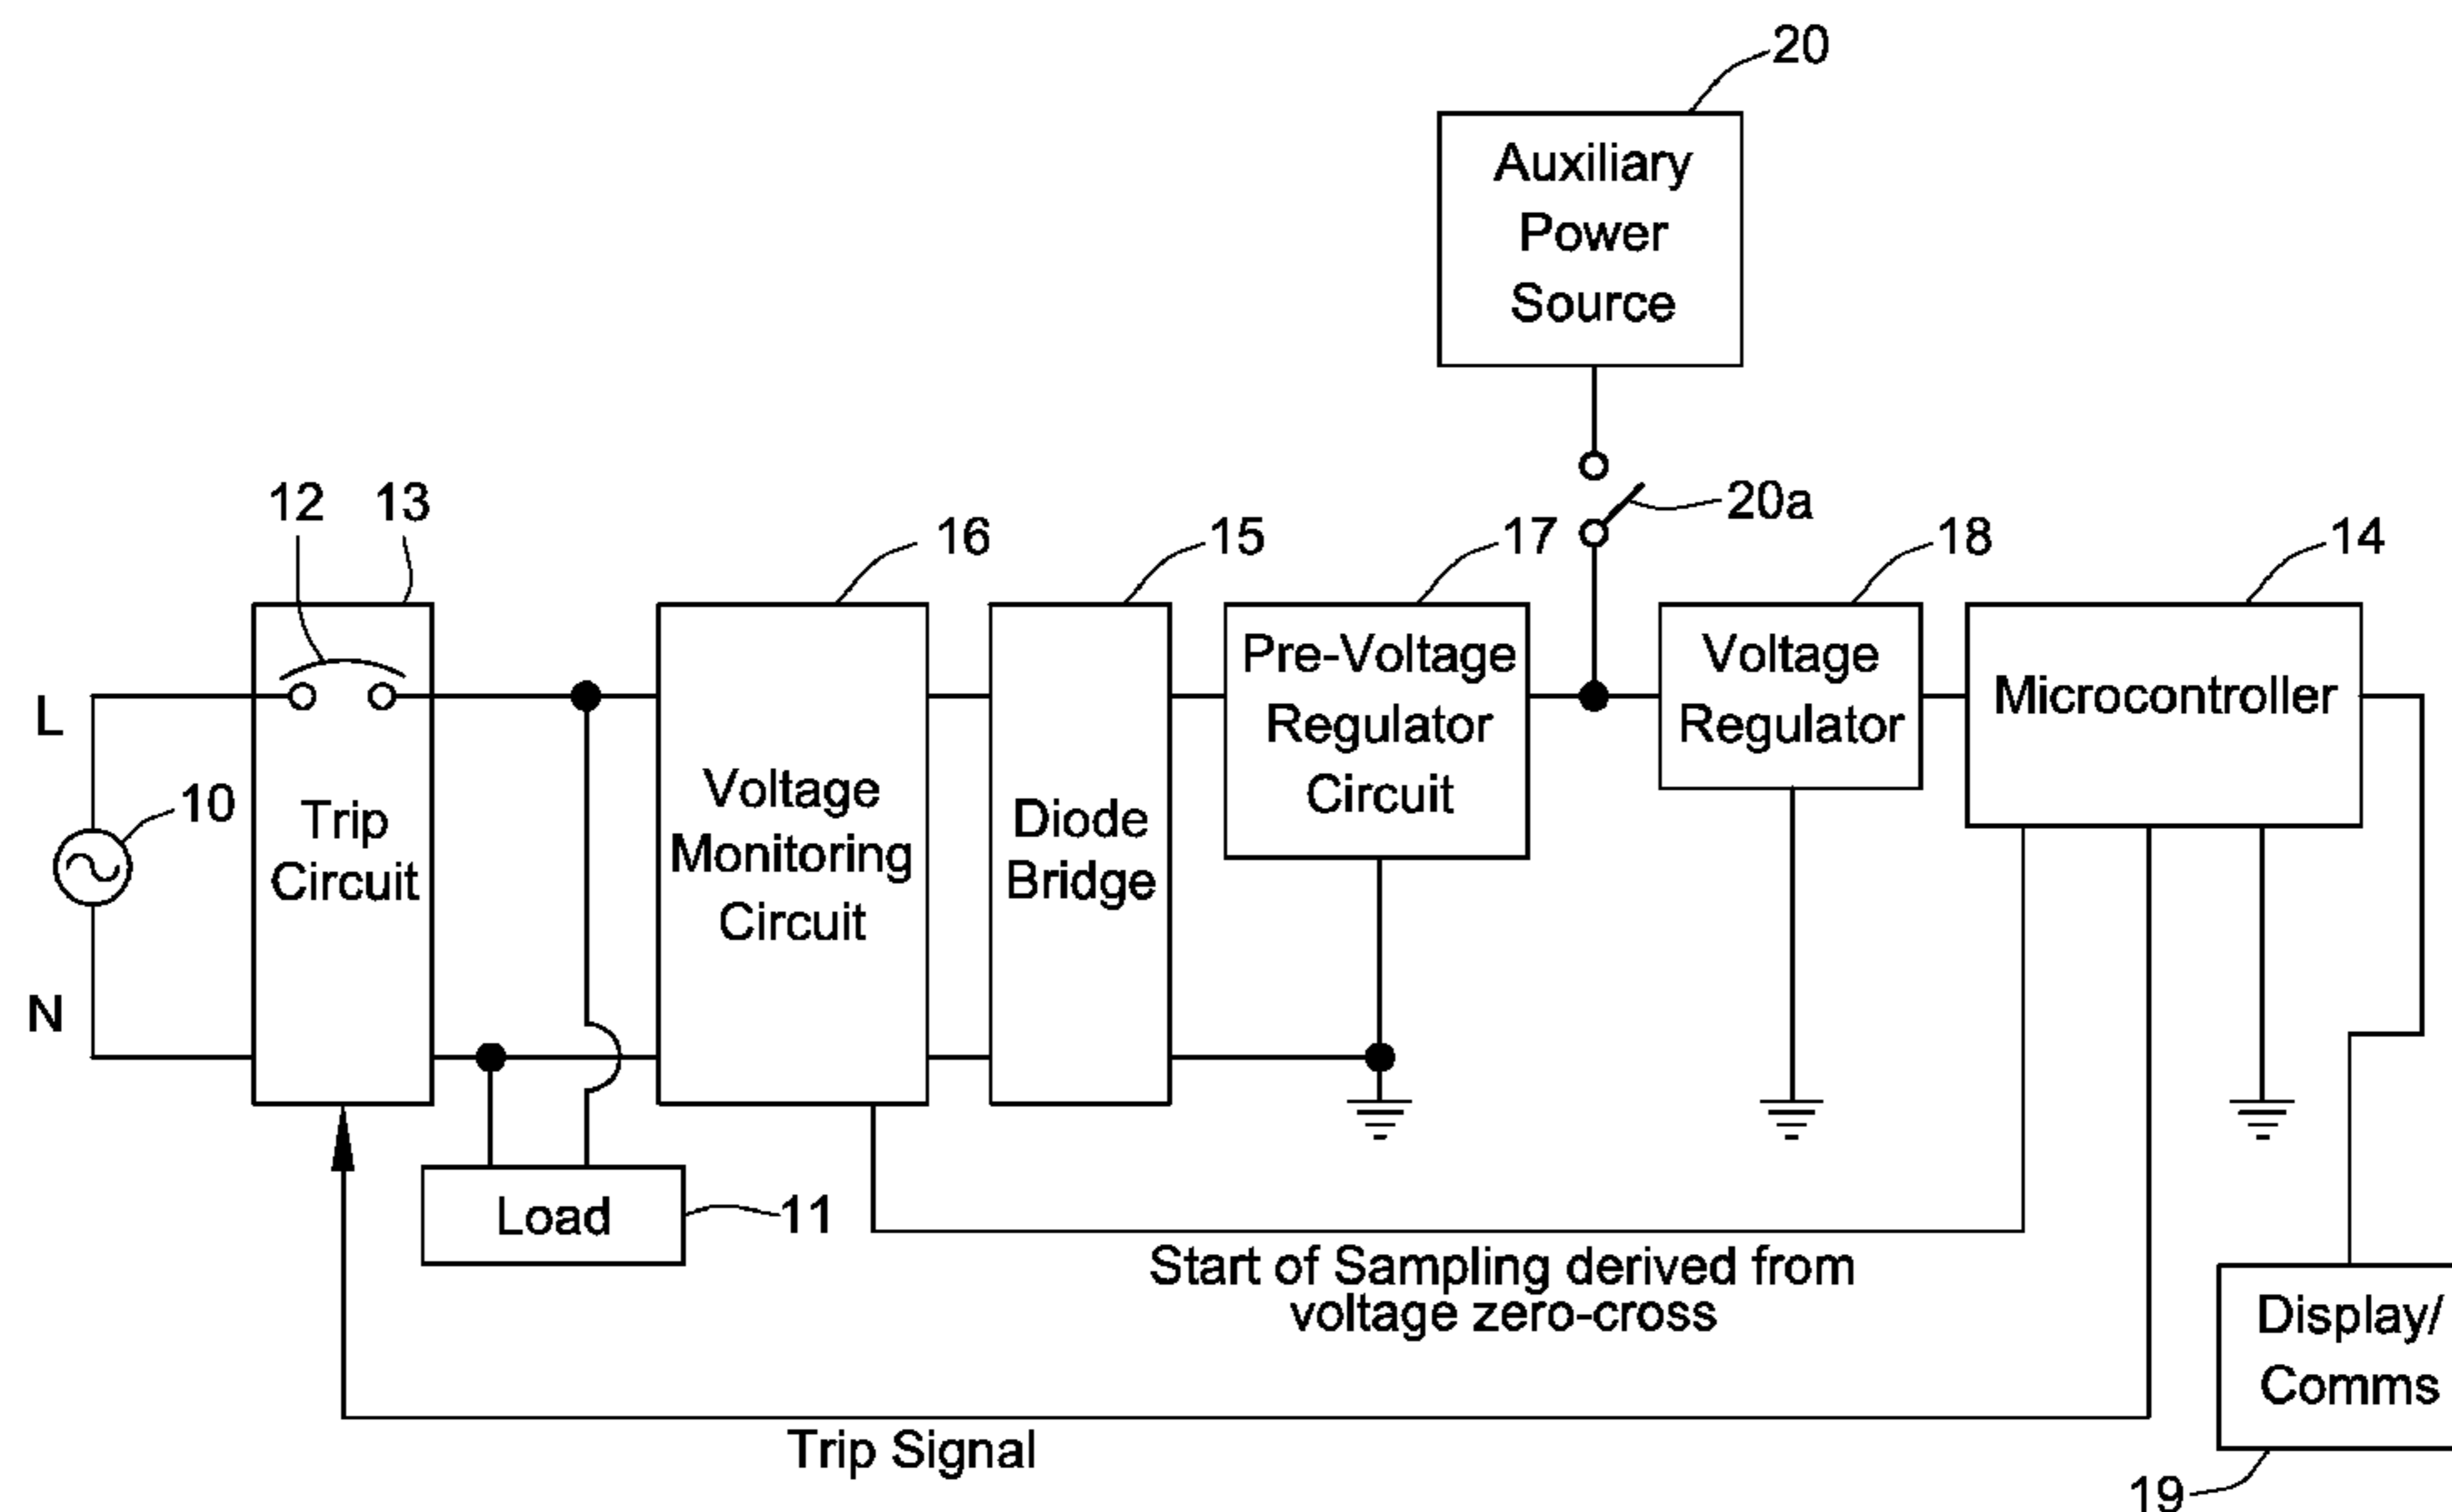 20
Auxiliary
Power
Source
20a
12
13
16
15
17
18
14
L
N
10
Trip
Circuit
Voltage
Monitoring
Circuit
Diode
Bridge
Pre-Voltage
Regulator
Circuit
Voltage
Regulator
Microcontroller
Load
11
Start of Sampling derived from
voltage zero-cross
Trip Signal
Display/
Comms
19